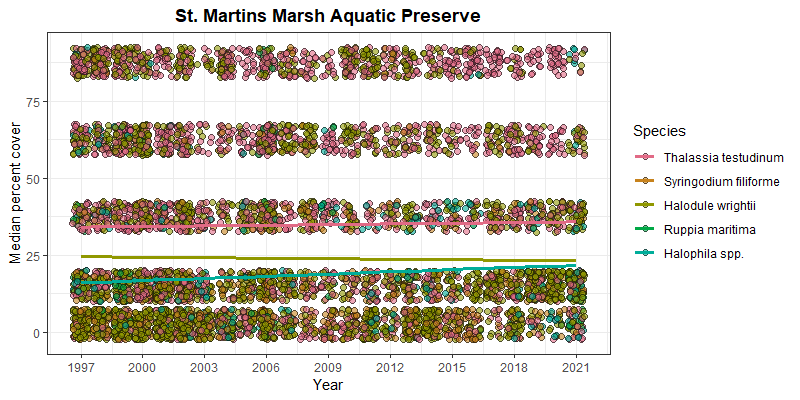 St. Martins Marsh Aquatic Preserve
Median percent cover
75
50
25
0
1997 2000 2003 2006 2009 2012 2015 2018 2021
Year
Species
Thalassia testudinum
Syringodium filiforme
Halodule wrightii
Ruppia maritima
Halophila spp.